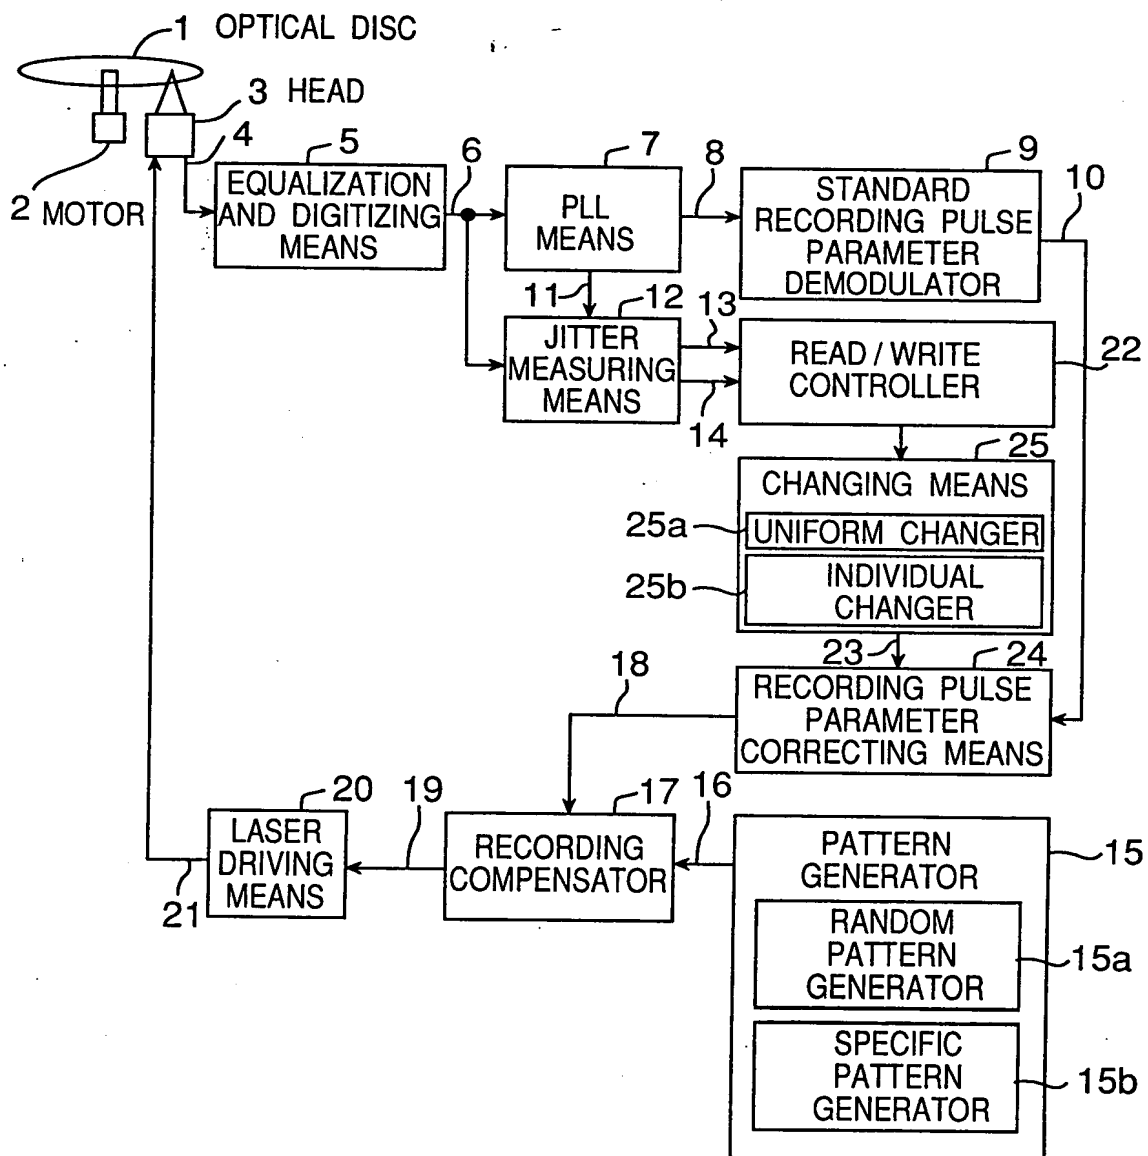 1 OPTICAL DISC
3 HEAD
4
2 MOTOR
5
EQUALIZATION
AND DIGITIZING
MEANS
6
7
PLL
MEANS
8
9
STANDARD
RECORDING PULSE
PARAMETER
DEMODULATOR
10
11
12
JITTER
MEASURING
MEANS
13
14
READ / WRITE
CONTROLLER
22
25
CHANGING MEANS
25a
UNIFORM CHANGER
25b
INDIVIDUAL
CHANGER
23
24
RECORDING PULSE
PARAMETER
CORRECTING MEANS
18
20
LASER
DRIVING
MEANS
21
19
17
RECORDING
COMPENSATOR
16
PATTERN
GENERATOR
15
RANDOM
PATTERN
GENERATOR
15a
SPECIFIC
PATTERN
GENERATOR
15b